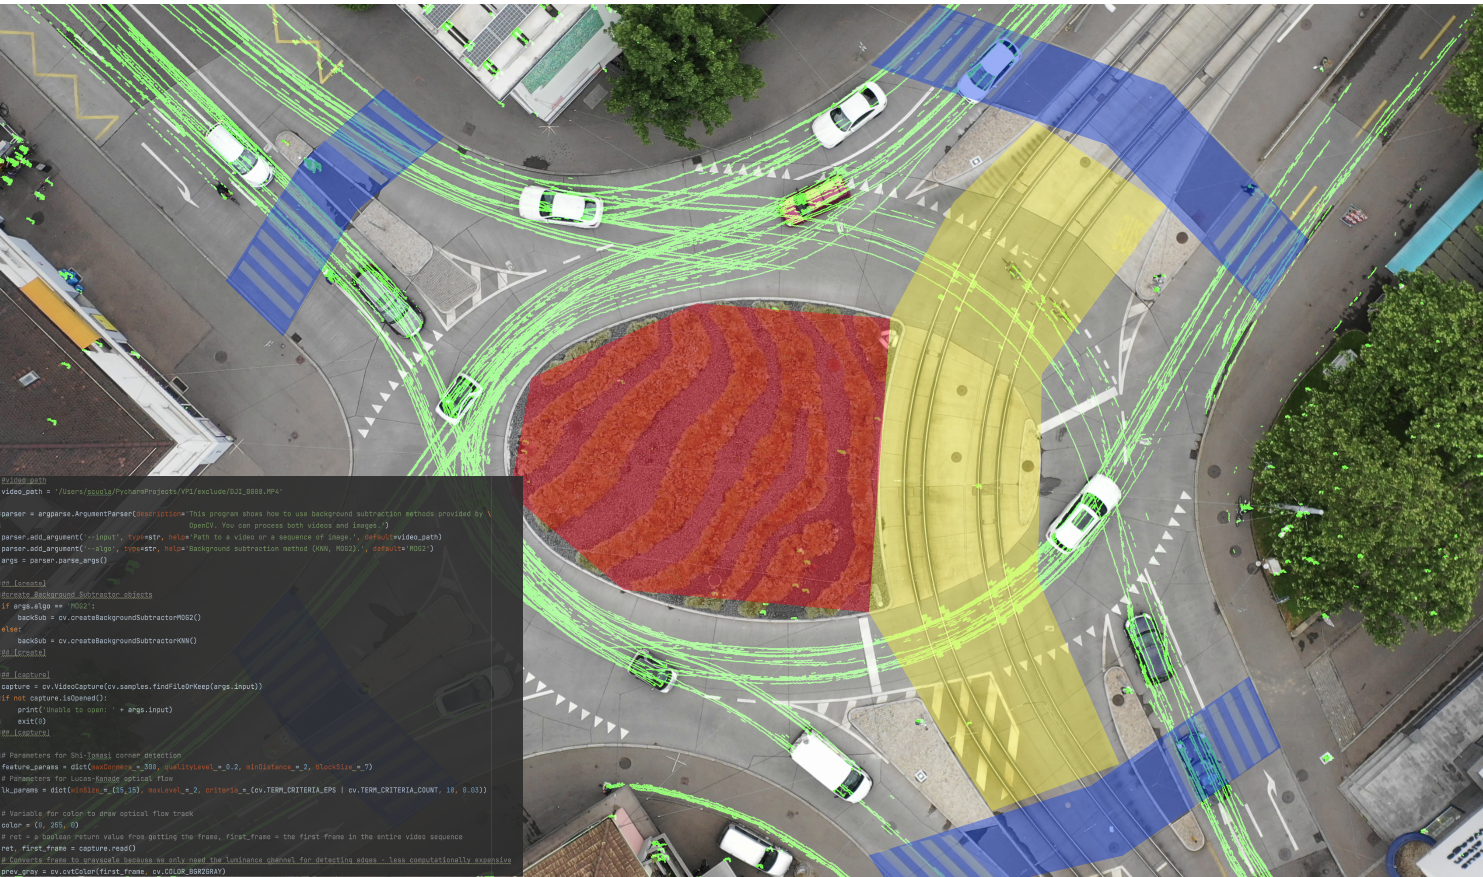 #video_path
video_path = '/Users/szuola/PycharmProjects/VP1/exclude/DJI_0088.MP4'
parser = argparse.ArgumentParser(description='This program shows how to use background subtraction methods provided by \
OpenCV. You can process both videos and images.')
parser.add_argument('--input', type=str, help='Path to a video or a sequence of image.', default=video_path)
parser.add_argument('--algo', type=str, help='Background subtraction method (KNN, MOG2).', default='MOG2')
args = parser.parse_args()
## [create]
#create Background Subtractor objects
if args.algo == 'MOG2':
backSub = cv.createBackgroundSubtractorMOG2()
else:
backSub = cv.createBackgroundSubtractorKNN()
## [create]
## [capture]
capture = cv.VideoCapture(cv.samples.findFileOrKeep(args.input))
if not capture.isOpened():
print('Unable to open: ' + args.input)
exit(0)
## [capture]
# Parameters for Shi-Tomasi corner detection
feature_params = dict(maxCorners = 300, qualityLevel = 0.2, minDistance = 2, blockSize = 7)
# Parameters for Lucas-Kanade optical flow
lk_params = dict(winSize = (15,15), maxLevel = 2, criteria = (cv.TERM_CRITERIA_EPS | cv.TERM_CRITERIA_COUNT, 10, 0.03))
# Variable for color to draw optical flow track
color = (0, 255, 0)
# ret = a boolean return value from getting the frame, first_frame = the first frame in the entire video sequence
ret, first_frame = capture.read()
# Converts frame to grayscale because we only need the luminance channel for detecting edges - less computationally expensive
prev_gray = cv.cvtColor(first_frame, cv.COLOR_BGR2GRAY)